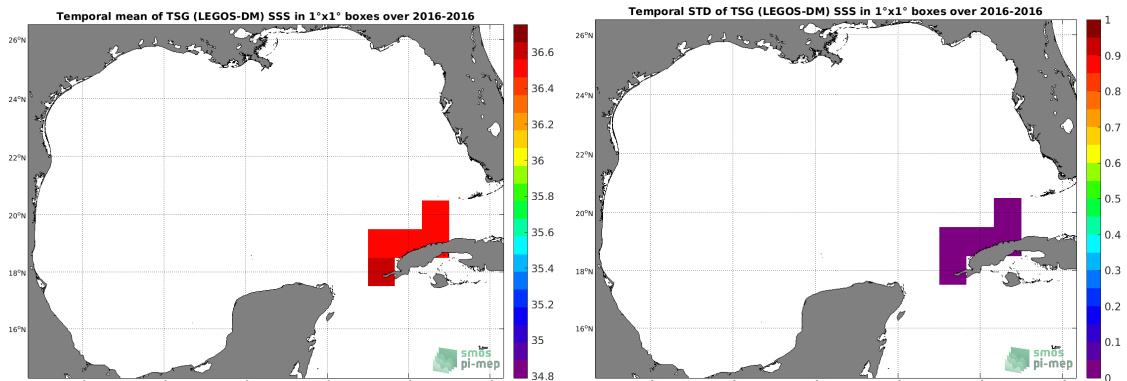 Temporal mean of TSG (LEGOS-DM) SSS in 1°x1° boxes over 2016-2016
26°N
24°N
22°N
20°N
18°N
16°N
36.6
36.4
36.2
36
35.8
35.6
35.4
35.2
35
34.8
smos
pi-mep
Temporal STD of TSG (LEGOS-DM) SSS in 1°x1° boxes over 2016-2016
26°N
24°N
22°N
20°N
18°N
16°N
1
0.9
0.8
0.7
0.6
0.5
0.4
0.3
0.2
0.1
0
smos
pi-mep